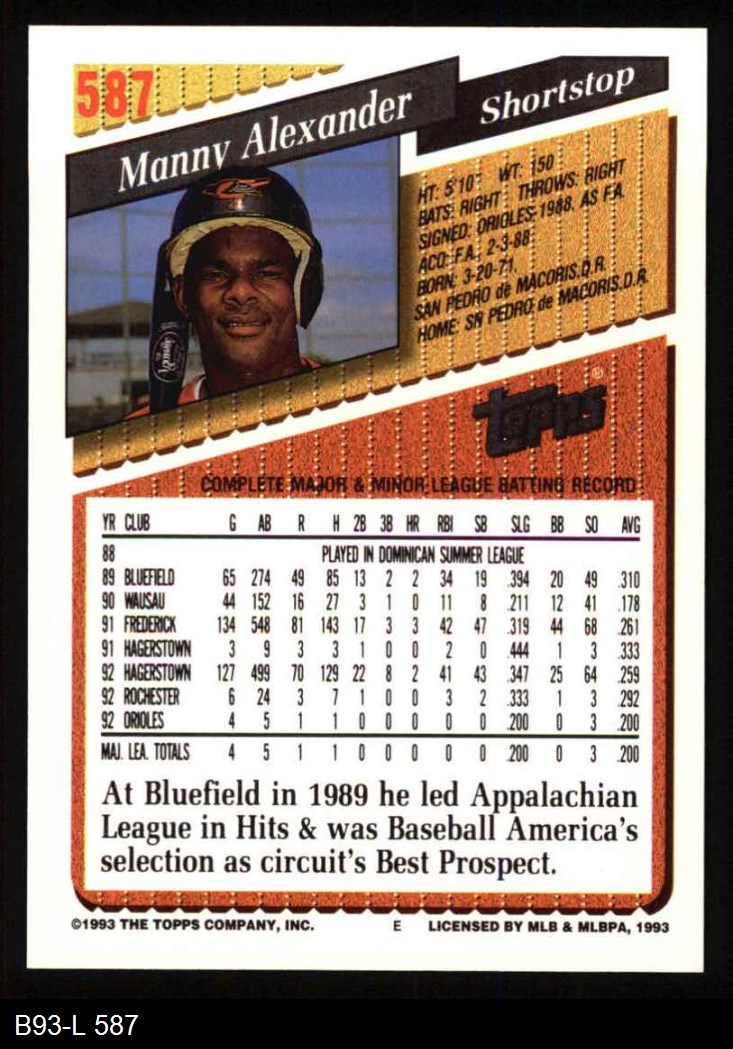 587
Manny Alexander
Shortstop
HT: 5'10" WT: 150
BATS: RIGHT THROWS: RIGHT
SIGNED: ORIOLES-1988, AS F.A.
ACQ: F.A., 2-3-88
BORN: 3-20-71,
SAN PEDRO de MACORIS, D.R.
HOME: SN PEDRO de MACORIS, D.R.
Topps®
COMPLETE MAJOR & MINOR LEAGUE BATTING RECORD
YR CLUB G AB R H 2B 3B HR RBI SB SLG BB SO AVG
88 PLAYED IN DOMINICAN SUMMER LEAGUE
89 BLUEFIELD 65 274 49 85 13 2 2 34 19 .394 20 49 .310
90 WAUSAU 44 152 16 27 3 1 0 11 8 .211 12 41 .178
91 FREDERICK 134 548 81 143 17 3 3 42 47 .319 44 68 .261
91 HAGERSTOWN 3 9 3 3 1 0 0 2 0 .444 1 3 .333
92 HAGERSTOWN 127 499 70 129 22 8 2 41 43 .347 25 64 .259
92 ROCHESTER 6 24 3 7 1 0 0 3 2 .333 1 3 .292
92 ORIOLES 4 5 1 1 0 0 0 0 0 .200 0 3 .200
MAJ. LEA. TOTALS 4 5 1 1 0 0 0 0 0 .200 0 3 .200
At Bluefield in 1989 he led Appalachian
League in Hits & was Baseball America's
selection as circuit's Best Prospect.
©1993 THE TOPPS COMPANY, INC. E LICENSED BY MLB & MLBPA, 1993
B93-L 587